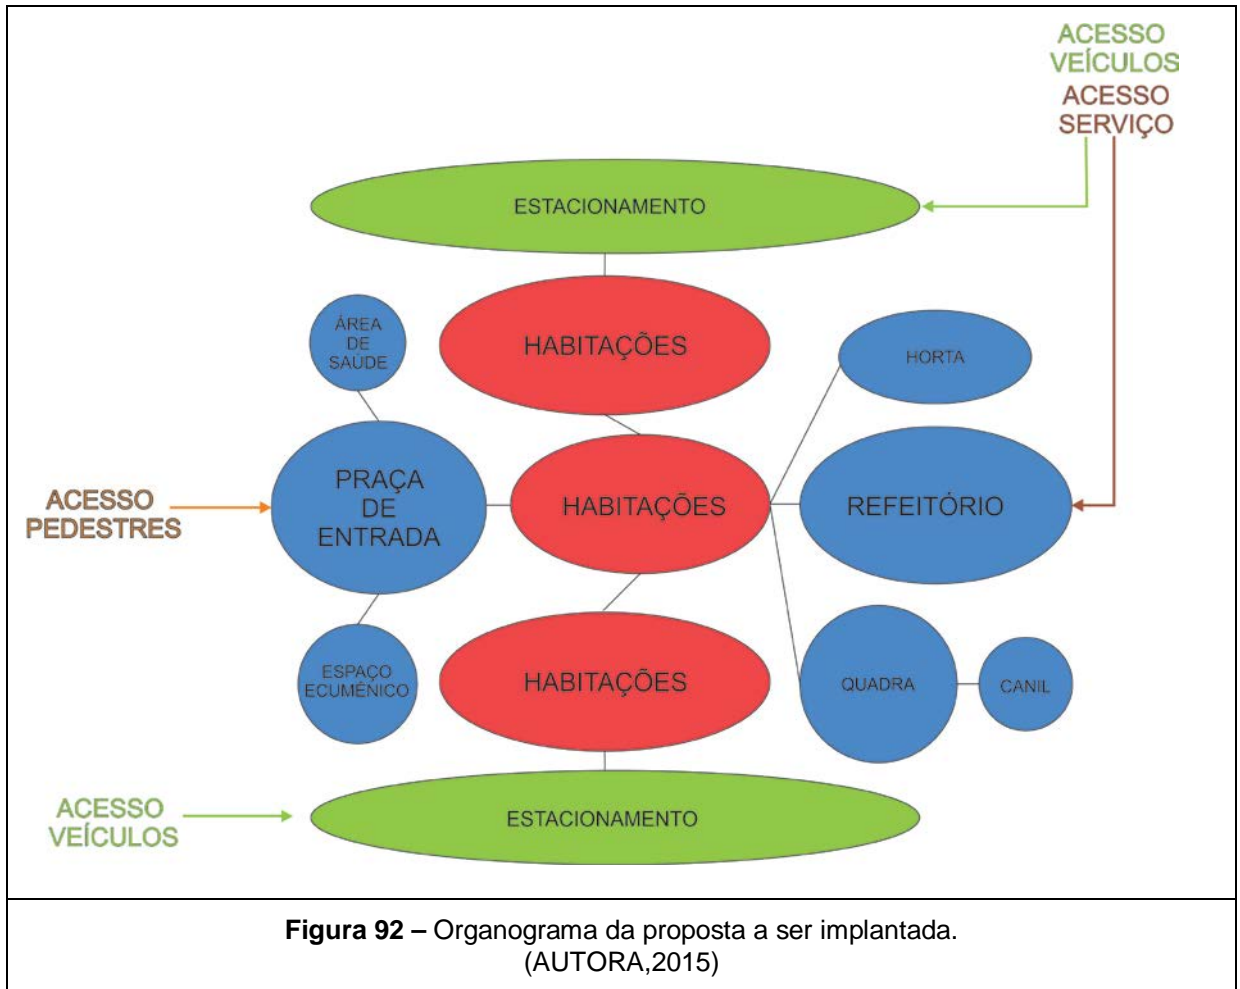 ACESSO
VEÍCULOS
ACESSO
SERVIÇO
ESTACIONAMENTO
ÁREA
DE
SAÚDE
HABITAÇÕES
HORTA
ACESSO
PEDESTRES
PRAÇA
DE
ENTRADA
HABITAÇÕES
REFEITÓRIO
ESPAÇO
ECUMÊNICO
HABITAÇÕES
QUADRA
CANIL
ACESSO
VEÍCULOS
ESTACIONAMENTO
Figura 92 – Organograma da proposta a ser implantada.
(AUTORA,2015)